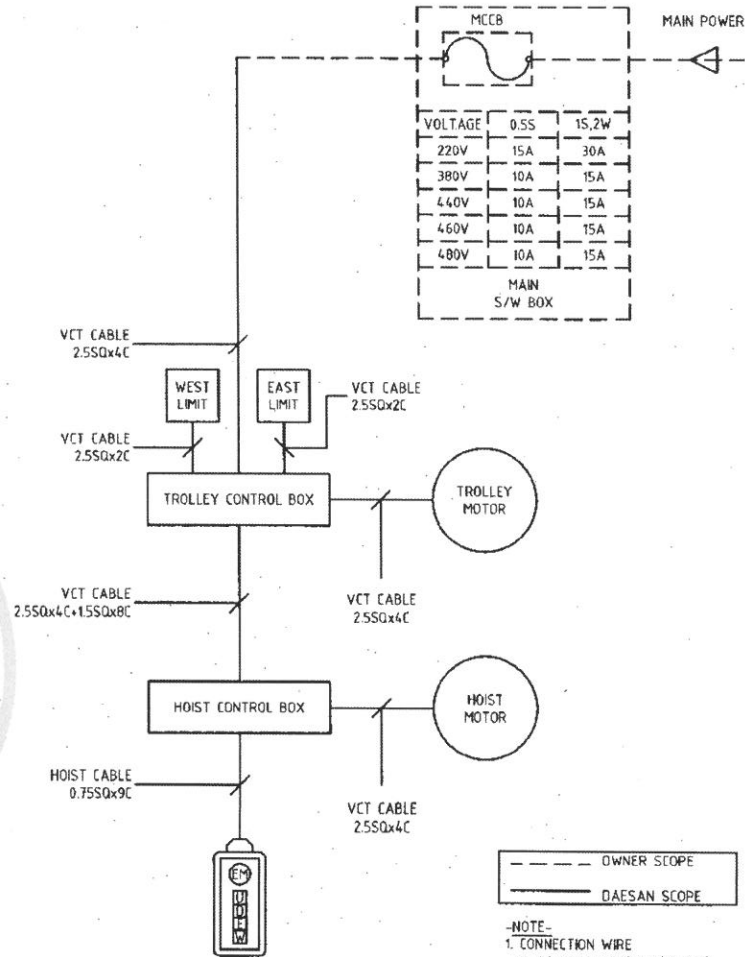 MCCB
MAIN POWER
VOLTAGE 0.5S 1S,2W
220V 15A 30A
380V 10A 15A
440V 10A 15A
460V 10A 15A
480V 10A 15A
MAIN
S/W BOX
VCT CABLE
2.5SQx4C
WEST
LIMIT
EAST
LIMIT
VCT CABLE
2.5SQx2C
VCT CABLE
2.5SQx2C
TROLLEY CONTROL BOX
TROLLEY
MOTOR
VCT CABLE
2.5SQx4C+1.5SQx8C
VCT CABLE
2.5SQx4C
HOIST CONTROL BOX
HOIST
MOTOR
HOIST CABLE
0.75SQx9C
VCT CABLE
2.5SQx4C
EM
U
D
E
W
OWNER SCOPE
DAESAN SCOPE
-NOTE-
1. CONNECTION WIRE